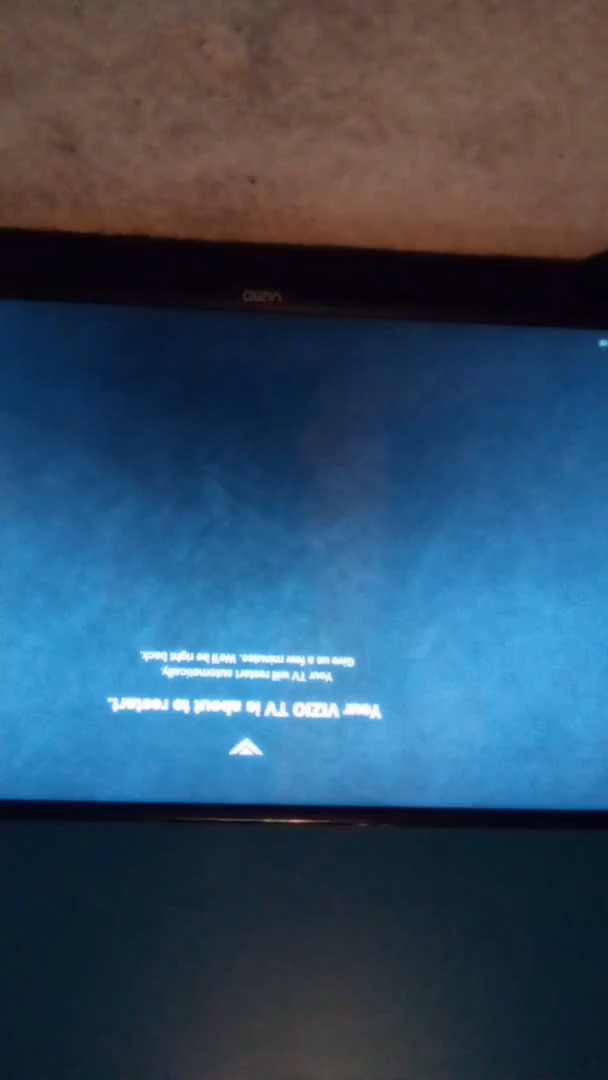 Your VIZIO TV is about to restart.
Your TV will restart automatically.
Give us a few minutes. We'll be right back.
VIZIO